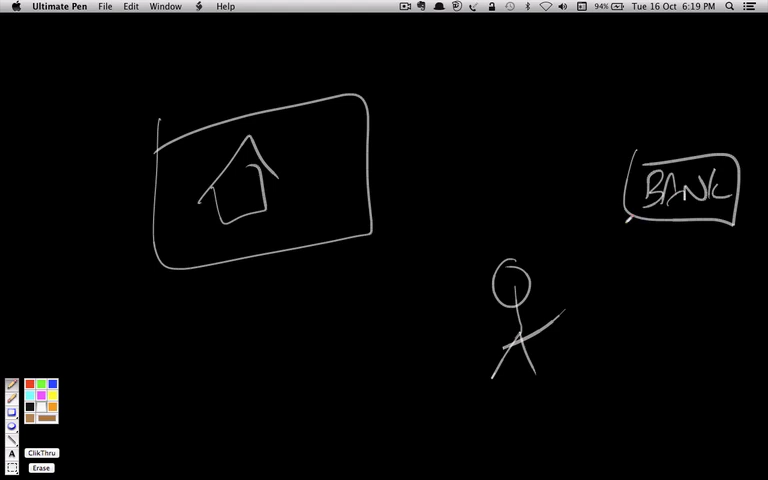 Ultimate Pen File Edit Window Help 94% Tue 16 Oct 6:19 PM
BANK
A
ClikThru
Erase